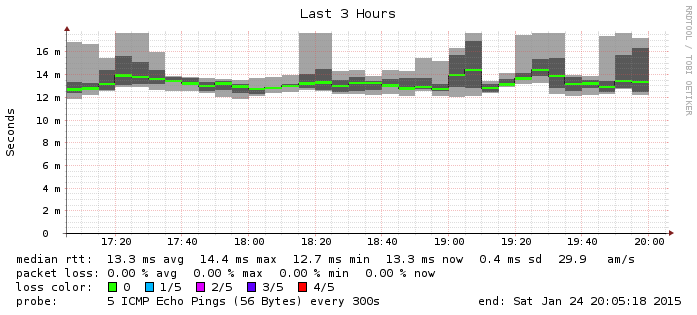 Last 3 Hours
RRDTOOL / TOBI OETIKER
Seconds
16 m
14 m
12 m
10 m
8 m
6 m
4 m
2 m
0
17:20 17:40 18:00 18:20 18:40 19:00 19:20 19:40 20:00
median rtt: 13.3 ms avg 14.4 ms max 12.7 ms min 13.3 ms now 0.4 ms sd 29.9 am/s
packet loss: 0.00 % avg 0.00 % max 0.00 % min 0.00 % now
loss color: 0 1/5 2/5 3/5 4/5
probe: 5 ICMP Echo Pings (56 Bytes) every 300s end: Sat Jan 24 20:05:18 2015